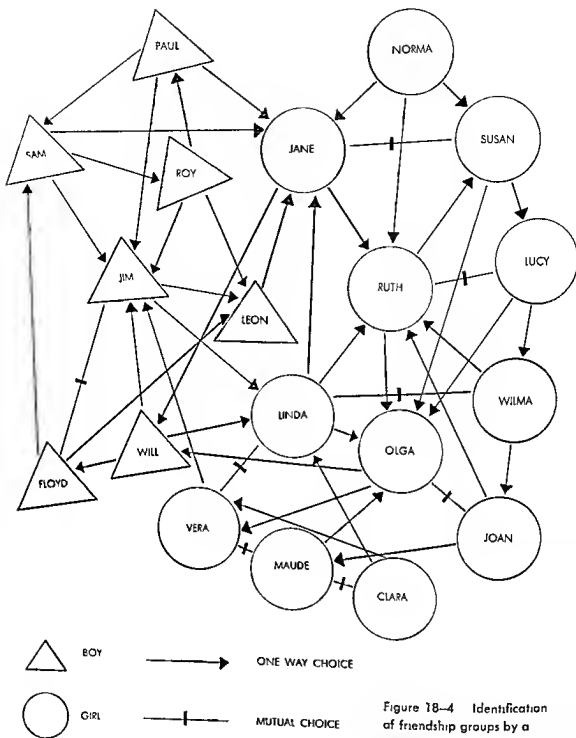 PAUL
NORMA
SAM
JANE
SUSAN
ROY
LUCY
JIM
RUTH
LEON
LINDA
WILMA
WILL
OLGA
FLOYD
VERA
JOAN
MAUDE
CLARA
BOY
ONE WAY CHOICE
GIRL
MUTUAL CHOICE
Figure 18-4 Identification
of friendship groups by a